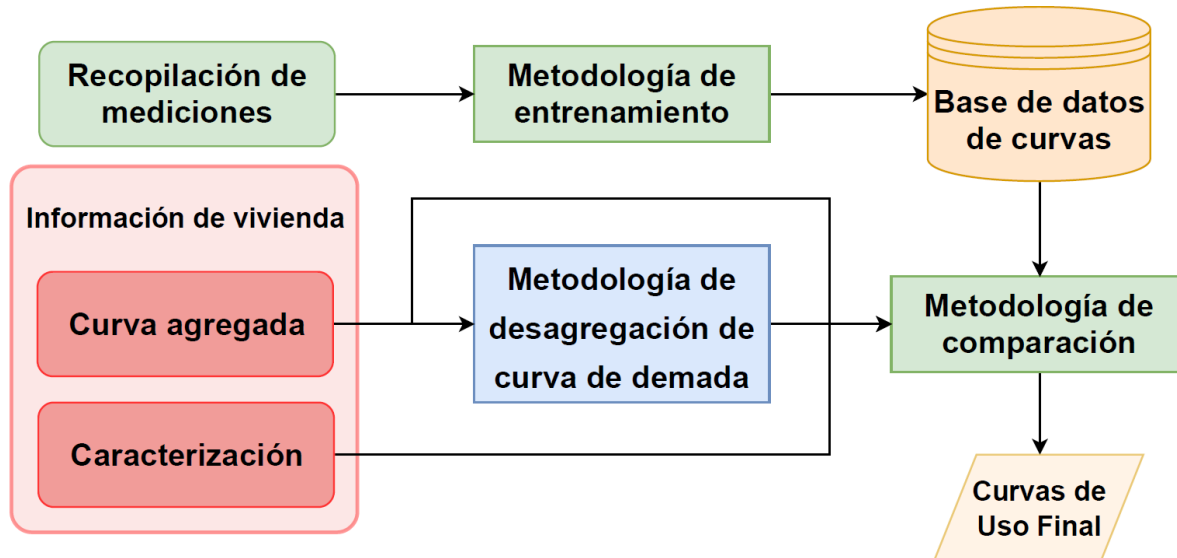 Recopilación de
mediciones
Metodología de
entrenamiento
Base de datos
de curvas
Información de vivienda
Curva agregada
Caracterización
Metodología de
desagregación de
curva de demada
Metodología de
comparación
Curvas de
Uso Final